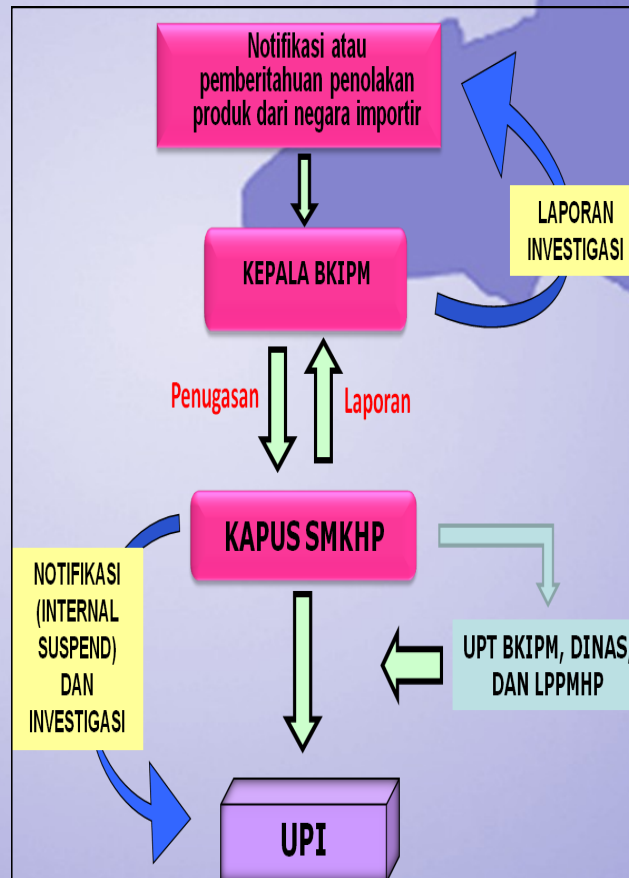 Notifikasi atau
pemberitahuan penolakan
produk dari negara importir
LAPORAN
INVESTIGASI
KEPALA BKIPM
Penugasan
Laporan
KAPUS SMKHP
NOTIFIKASI
(INTERNAL
SUSPEND)
DAN
INVESTIGASI
UPT BKIPM, DINAS,
DAN LPPMHP
UPI